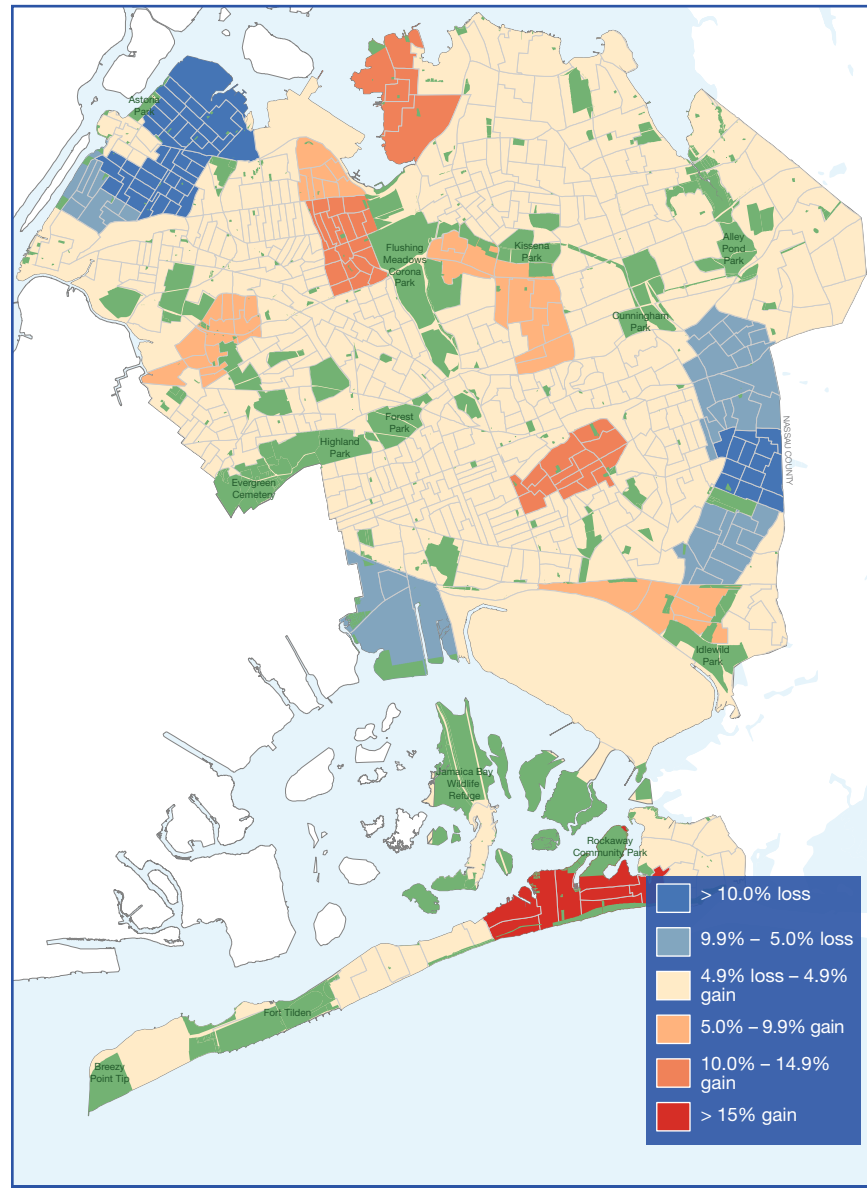 Astoria
Park
Flushing
Meadows
Corona
Park
Kissena
Park
Alley
Pond
Park
Cunningham
Park
NASSAU COUNTY
Forest
Park
Highland
Park
Evergreen
Cemetery
Idlewild
Park
Jamaica Bay
Wildlife
Refuge
Rockaway
Community Park
Fort Tilden
Breezy
Point Tip
> 10.0% loss
9.9% – 5.0% loss
4.9% loss – 4.9%
gain
5.0% – 9.9% gain
10.0% – 14.9%
gain
> 15% gain